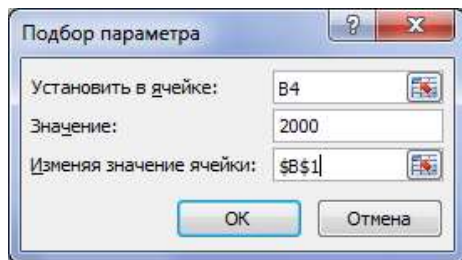 Подбор параметра
Установить в ячейке: B4
Значение: 2000
Изменяя значение ячейки: $B$1
ОК Отмена